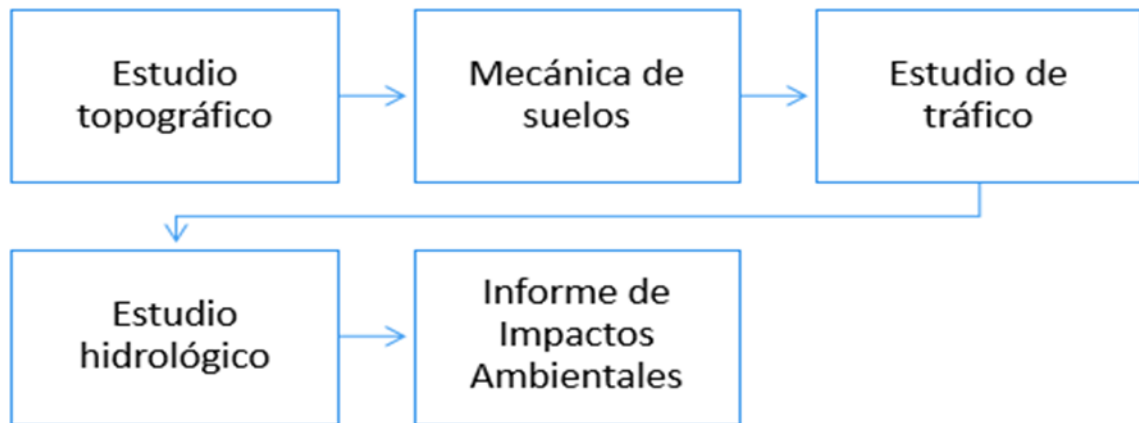 Estudio
topográfico
Mecánica de
suelos
Estudio de
tráfico
Estudio
hidrológico
Informe de
Impactos
Ambientales